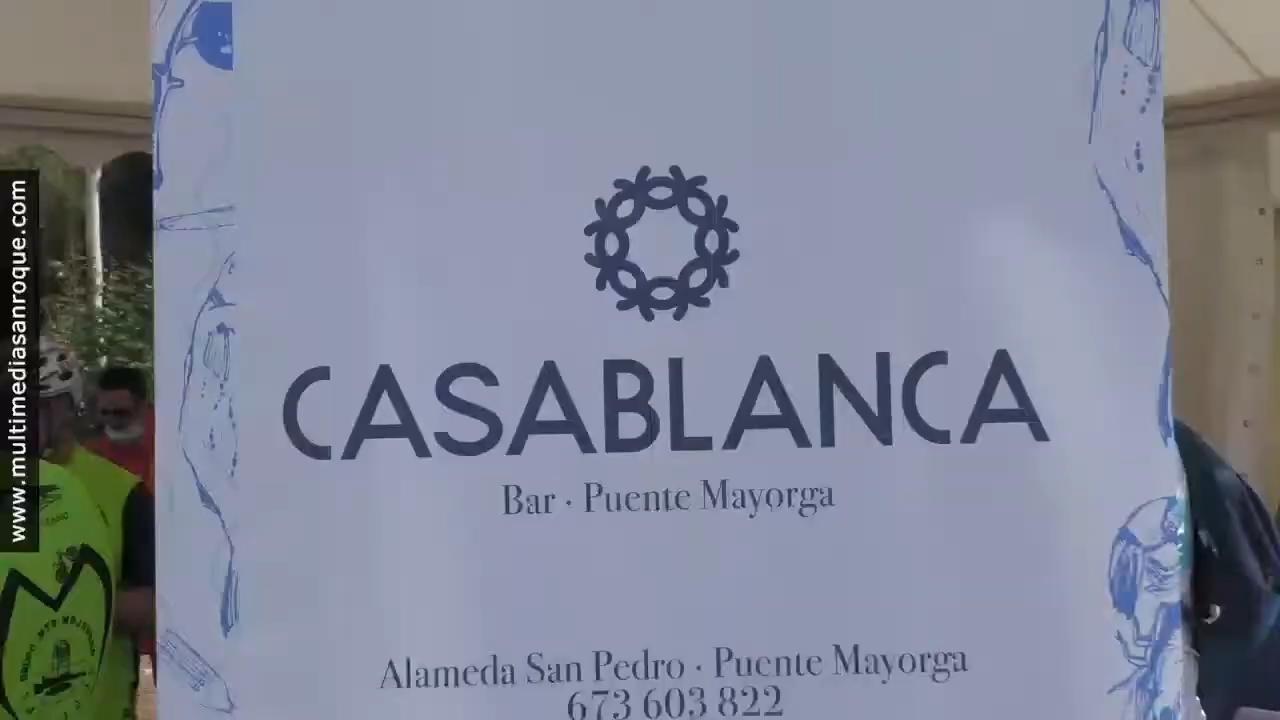 www.multimediasanroque.com
CASABLANCA
Bar · Puente Mayorga
Alameda San Pedro · Puente Mayorga
673 603 822